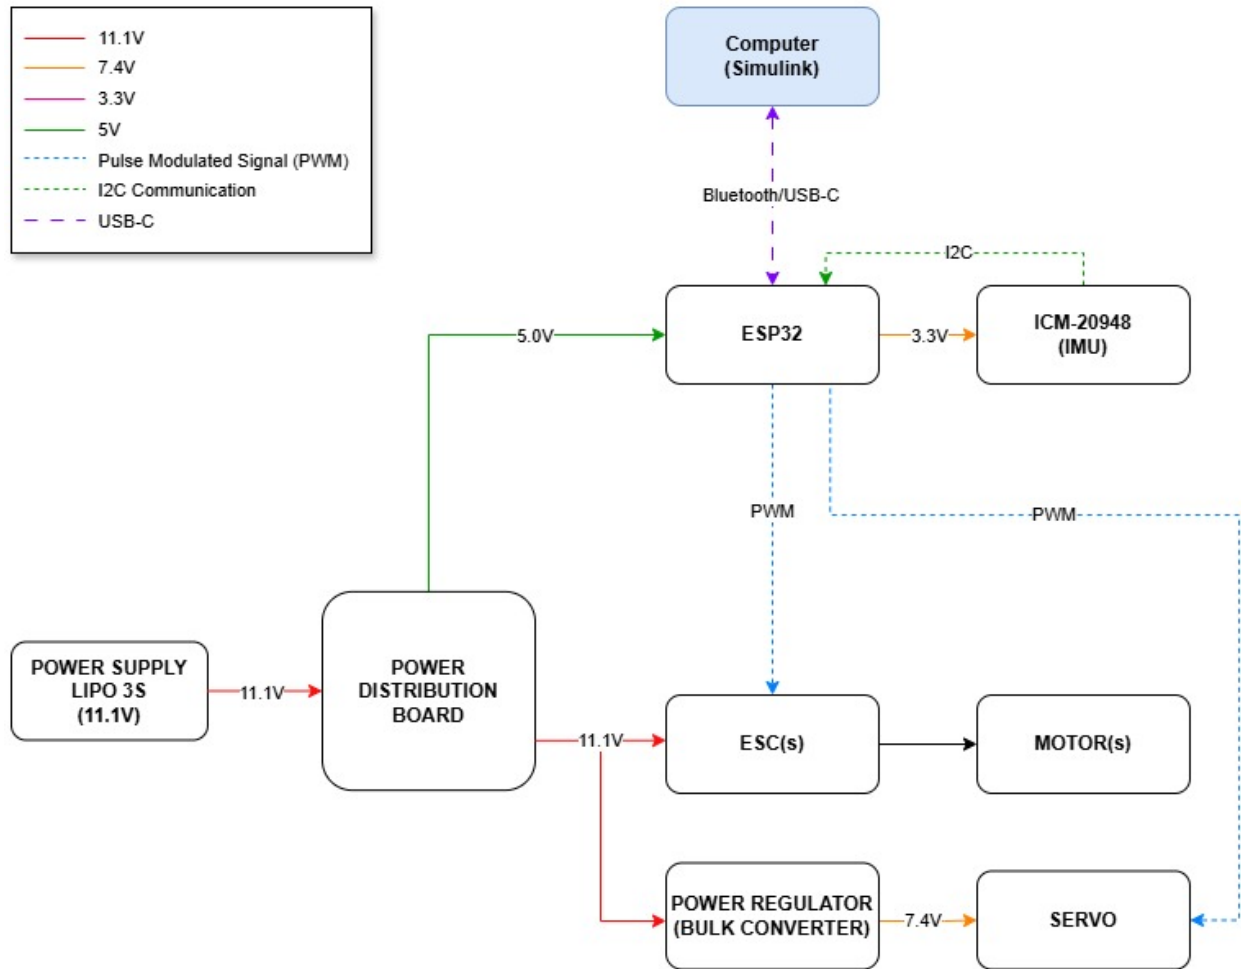 11.1V
7.4V
3.3V
5V
Pulse Modulated Signal (PWM)
I2C Communication
USB-C
Computer
(Simulink)
Bluetooth/USB-C
I2C
5.0V
ESP32
3.3V
ICM-20948
(IMU)
PWM
PWM
POWER SUPPLY
LIPO 3S
(11.1V)
11.1V
POWER
DISTRIBUTION
BOARD
11.1V
ESC(s)
MOTOR(s)
POWER REGULATOR
(BULK CONVERTER)
7.4V
SERVO